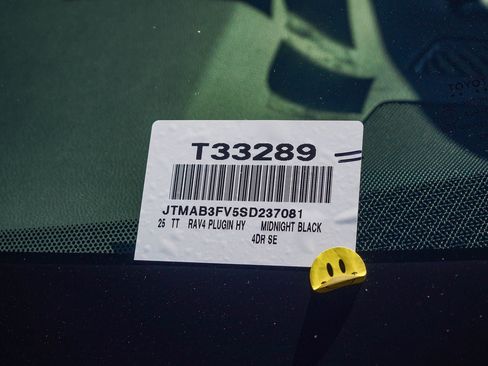 T33289
JTMAB3FV5SD237081
25 TT RAV4 PLUGIN HY MIDNIGHT BLACK
4DR SE